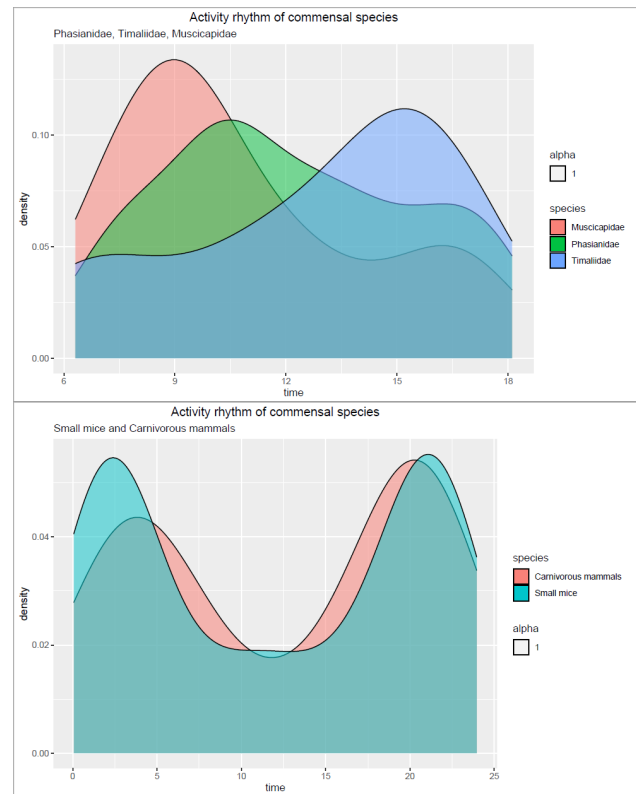 Activity rhythm of commensal species
Phasianidae, Timaliidae, Muscicapidae
density
0.10
0.05
0.00
6 9 12 15 18
time
alpha
1
species
Muscicapidae
Phasianidae
Timaliidae
Activity rhythm of commensal species
Small mice and Carnivorous mammals
density
0.04
0.02
0.00
0 5 10 15 20 25
time
species
Carnivorous mammals
Small mice
alpha
1